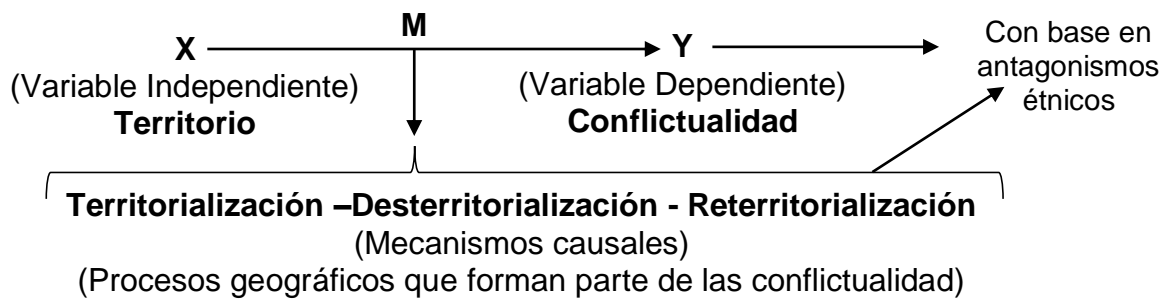 M
X
Y
Con base en
antagonismos
étnicos
(Variable Independiente)
Territorio
(Variable Dependiente)
Conflictualidad
Territorialización –Desterritorialización - Reterritorialización
(Mecanismos causales)
(Procesos geográficos que forman parte de las conflictualidad)